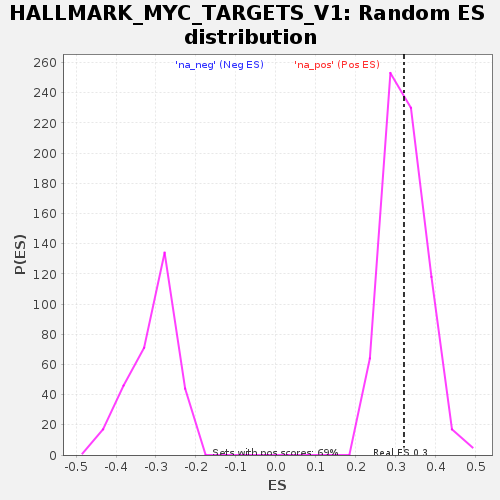 HALLMARK_MYC_TARGETS_V1: Random ES
distribution
'na_neg' (Neg ES) 'na_pos' (Pos ES)
260
240
220
200
180
160
140
120
100
80
60
40
20
0
P(ES)
Sets with pos scores: 69% Real ES 0.3
-0.5 -0.4 -0.3 -0.2 -0.1 0.0 0.1 0.2 0.3 0.4 0.5
ES